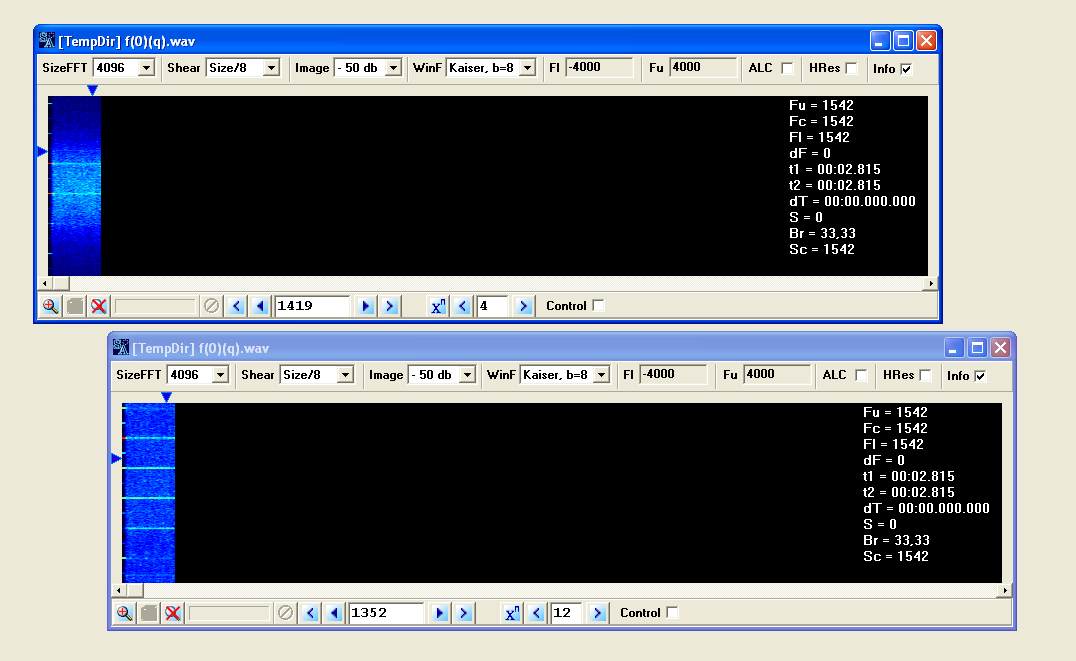 [TempDir] f(0)(q).wav
SizeFFT 4096 Shear Size/8 Image - 50 db WinF Kaiser, b=8 Fl -4000 Fu 4000 ALC HRes Info
Fu = 1542
Fc = 1542
Fl = 1542
dF = 0
t1 = 00:02.815
t2 = 00:02.815
dT = 00:00.000.000
S = 0
Br = 33,33
Sc = 1542
1419 xⁿ 4 Control
[TempDir] f(0)(q).wav
SizeFFT 4096 Shear Size/8 Image - 50 db WinF Kaiser, b=8 Fl -4000 Fu 4000 ALC HRes Info
Fu = 1542
Fc = 1542
Fl = 1542
dF = 0
t1 = 00:02.815
t2 = 00:02.815
dT = 00:00.000.000
S = 0
Br = 33,33
Sc = 1542
1352 xⁿ 12 Control